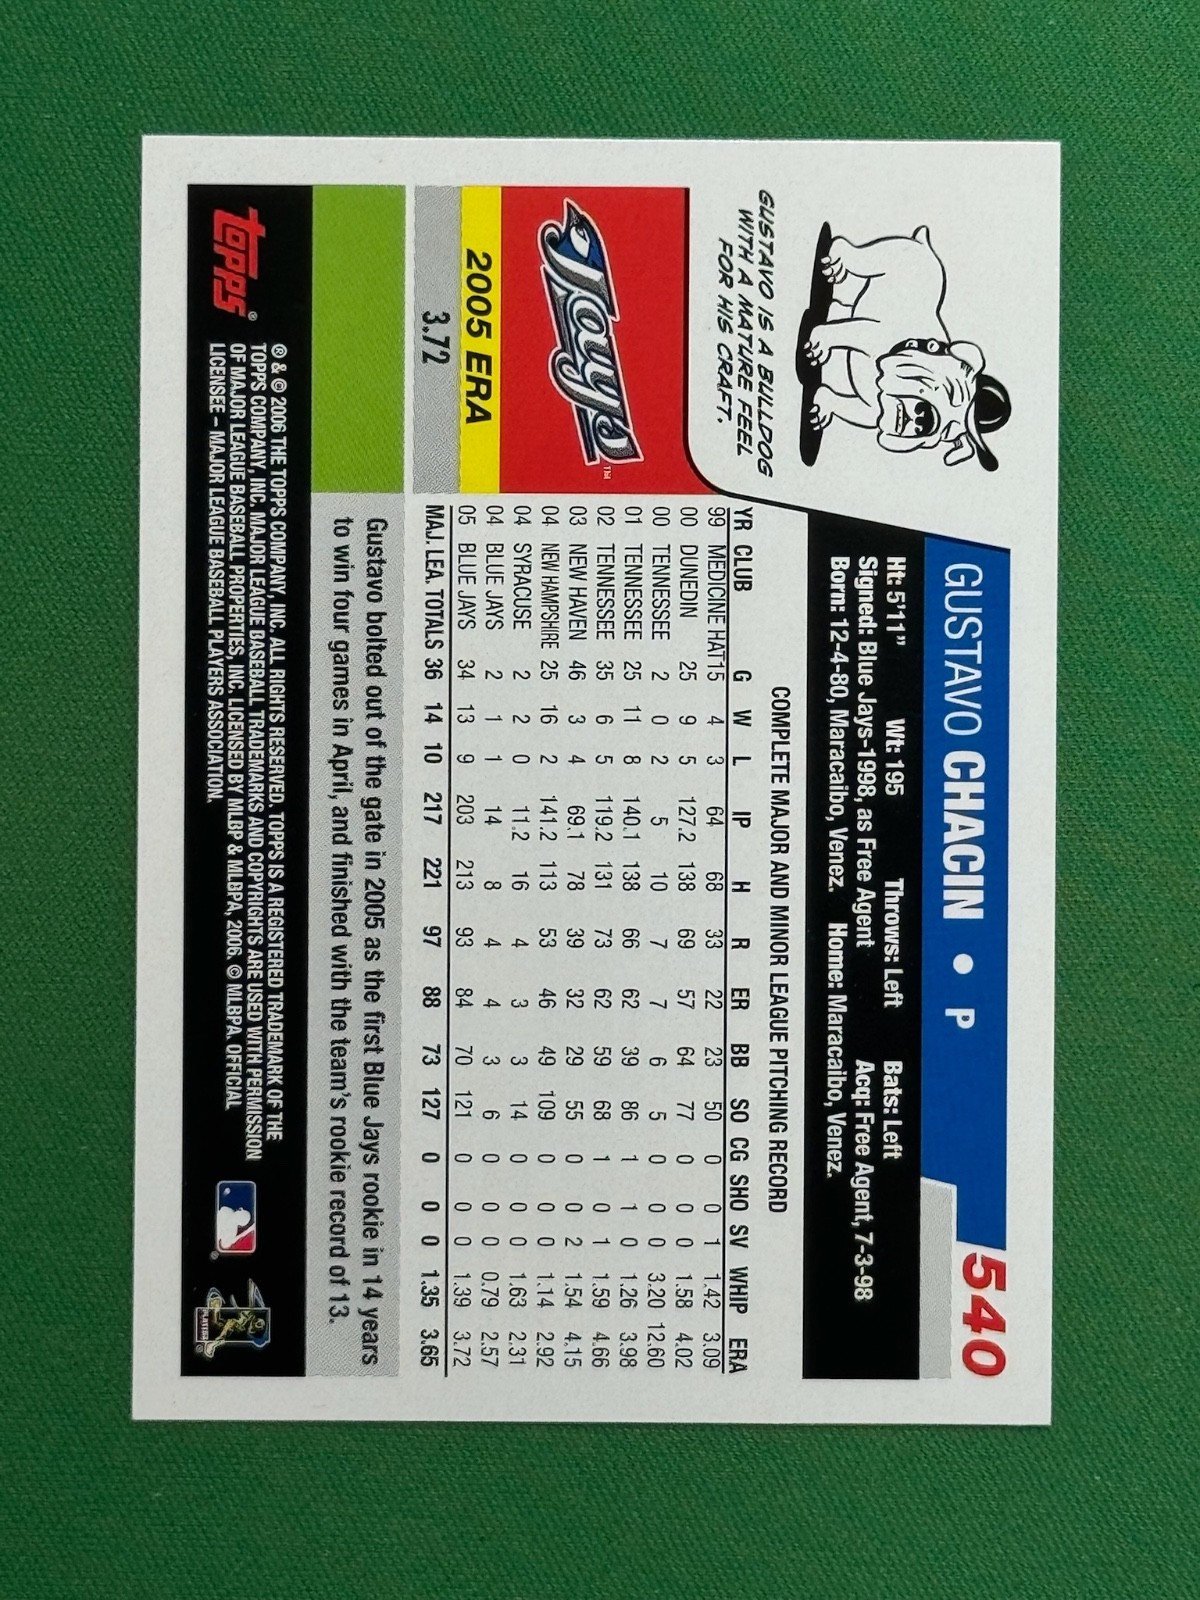 GUSTAVO IS A BULLDOG
WITH A MATURE FEEL
FOR HIS CRAFT.
GUSTAVO CHACIN • P
540
Ht: 5'11" Wt: 195 Throws: Left Bats: Left
Signed: Blue Jays-1998, as Free Agent Acq: Free Agent, 7-3-98
Born: 12-4-80, Maracaibo, Venez. Home: Maracaibo, Venez.
COMPLETE MAJOR AND MINOR LEAGUE PITCHING RECORD
YR CLUB G W L IP H R ER BB SO CG SHO SV WHIP ERA
99 MEDICINE HAT 15 4 3 64 68 33 22 23 50 0 0 1 1.42 3.09
00 DUNEDIN 25 9 5 127.2 138 69 57 64 77 0 0 0 1.58 4.02
00 TENNESSEE 2 0 2 5 10 7 7 6 5 0 0 0 3.20 12.60
01 TENNESSEE 25 11 8 140.1 138 66 62 39 86 1 1 0 1.26 3.98
02 TENNESSEE 35 6 5 119.2 131 73 62 59 68 1 0 1 1.59 4.66
03 NEW HAVEN 46 3 4 69.1 78 39 32 29 55 0 0 2 1.54 4.15
04 NEW HAMPSHIRE 25 16 2 141.2 113 53 46 49 109 0 0 0 1.14 2.92
04 SYRACUSE 2 2 0 11.2 16 4 3 3 14 0 0 0 1.63 2.31
04 BLUE JAYS 2 1 1 14 8 4 4 3 6 0 0 0 0.79 2.57
05 BLUE JAYS 34 13 9 203 213 93 84 70 121 0 0 0 1.39 3.72
MAJ. LEA. TOTALS 36 14 10 217 221 97 88 73 127 0 0 0 1.35 3.65
Jays™
2005 ERA
3.72
Gustavo bolted out of the gate in 2005 as the first Blue Jays rookie in 14 years
to win four games in April, and finished with the team's rookie record of 13.
topps®
® & © 2006 THE TOPPS COMPANY, INC. ALL RIGHTS RESERVED. TOPPS IS A REGISTERED TRADEMARK OF THE
TOPPS COMPANY, INC. MAJOR LEAGUE BASEBALL TRADEMARKS AND COPYRIGHTS ARE USED WITH PERMISSION
OF MAJOR LEAGUE BASEBALL PROPERTIES, INC. LICENSED BY MLBP & MLBPA, 2006. © MLBPA. OFFICIAL
LICENSEE – MAJOR LEAGUE BASEBALL PLAYERS ASSOCIATION.